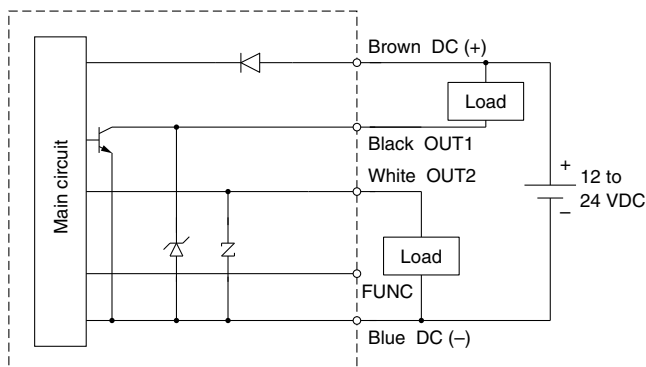 Brown DC (+)
Load
Black OUT1
White OUT2
Main circuit
+
12 to
24 VDC
–
Load
FUNC
Blue DC (–)